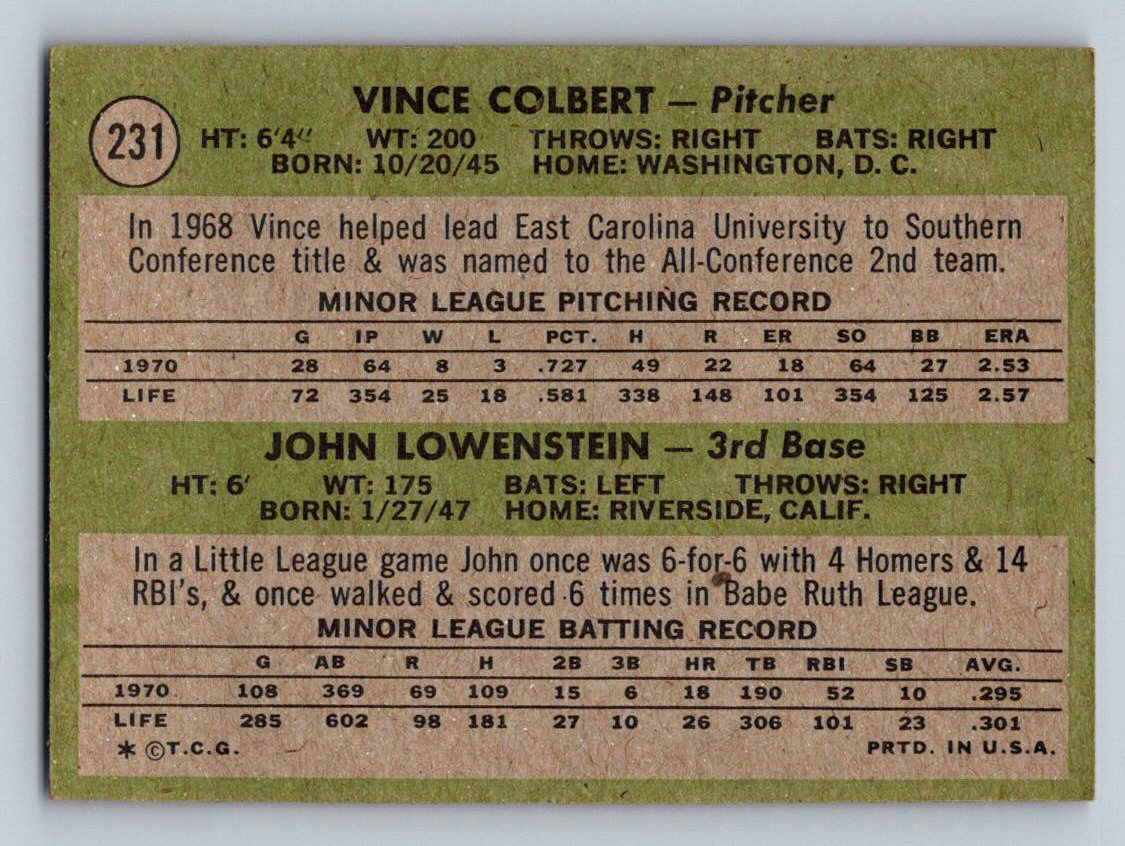 VINCE COLBERT — Pitcher
231
HT: 6'4" WT: 200 THROWS: RIGHT BATS: RIGHT
BORN: 10/20/45 HOME: WASHINGTON, D. C.
In 1968 Vince helped lead East Carolina University to Southern
Conference title & was named to the All-Conference 2nd team.
MINOR LEAGUE PITCHING RECORD
G IP W L PCT. H R ER SO BB ERA
1970 28 64 8 3 .727 49 22 18 64 27 2.53
LIFE 72 354 25 18 .581 338 148 101 354 125 2.57
JOHN LOWENSTEIN — 3rd Base
HT: 6' WT: 175 BATS: LEFT THROWS: RIGHT
BORN: 1/27/47 HOME: RIVERSIDE, CALIF.
In a Little League game John once was 6-for-6 with 4 Homers & 14
RBI's, & once walked & scored 6 times in Babe Ruth League.
MINOR LEAGUE BATTING RECORD
G AB R H 2B 3B HR TB RBI SB AVG.
1970 108 369 69 109 15 6 18 190 52 10 .295
LIFE 285 602 98 181 27 10 26 306 101 23 .301
* ©T.C.G. PRTD. IN U.S.A.